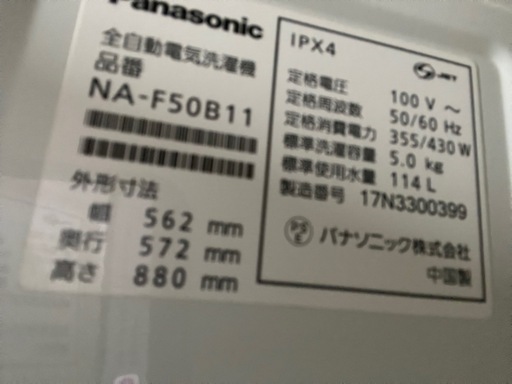 Panasonic
全自動電気洗濯機
品番
NA-F50B11
外形寸法
幅 562 mm
奥行 572 mm
高さ 880 mm
IPX4
JET
定格電圧 100 V ～
定格周波数 50/60 Hz
定格消費電力 355/430 W
標準洗濯容量 5.0 kg
標準使用水量 114 L
製造番号 17N3300399
PS E パナソニック株式会社
中国製